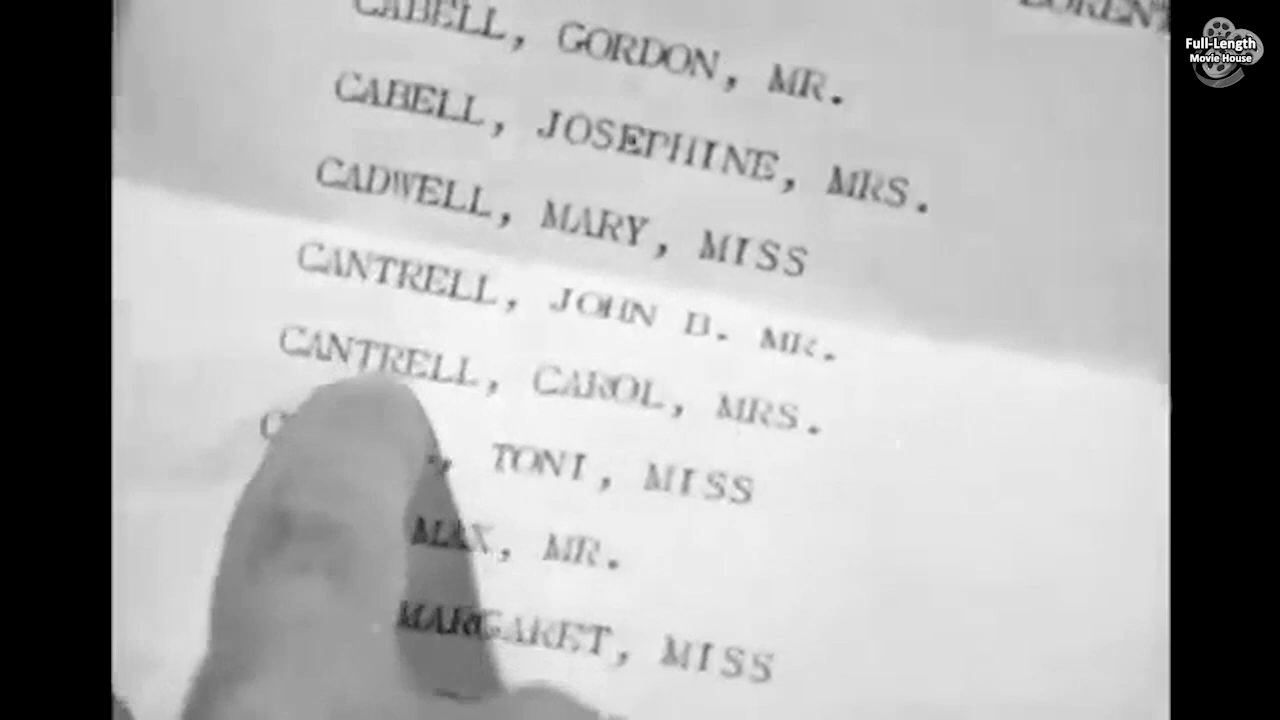 CABELL, GORDON, MR.
CABELL, JOSEPHINE, MRS.
CADWELL, MARY, MISS
CANTRELL, JOHN D. MR.
CANTRELL, CAROL, MRS.
TONI, MISS
MAX, MR.
MARGARET, MISS
Full-Length
Movie House